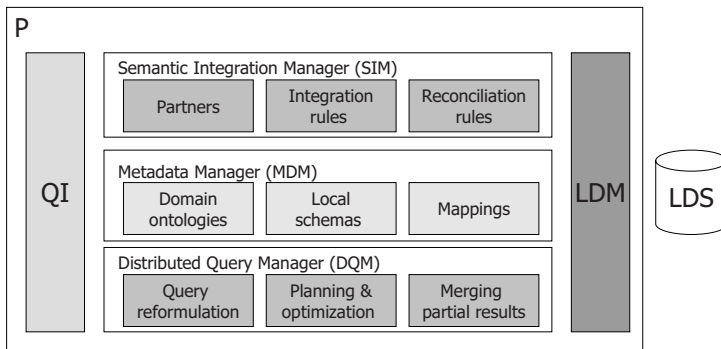 P
QI
Semantic Integration Manager (SIM)
Partners
Integration
rules
Reconciliation
rules
Metadata Manager (MDM)
Domain
ontologies
Local
schemas
Mappings
Distributed Query Manager (DQM)
Query
reformulation
Planning &
optimization
Merging
partial results
LDM
LDS